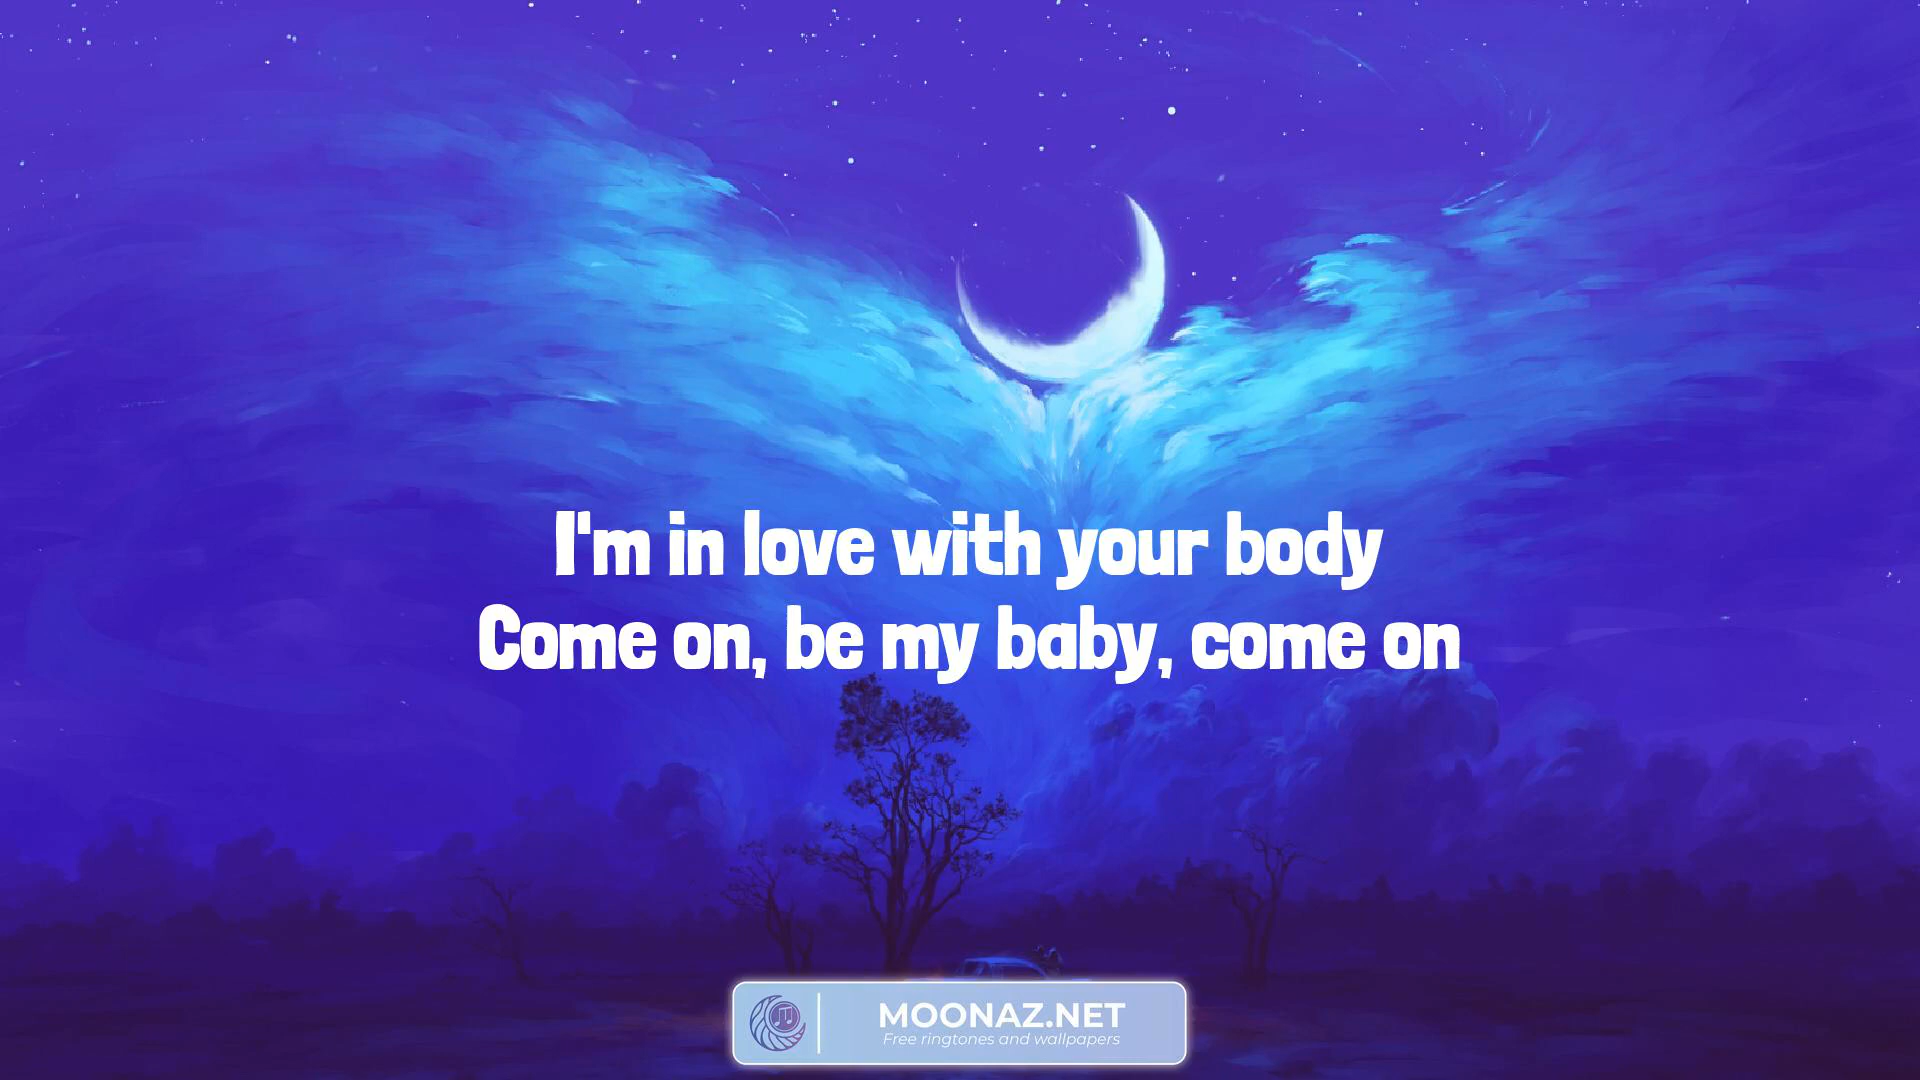 I'm in love with your body
Come on, be my baby, come on
MOONAZ.NET
Free ringtones and wallpapers